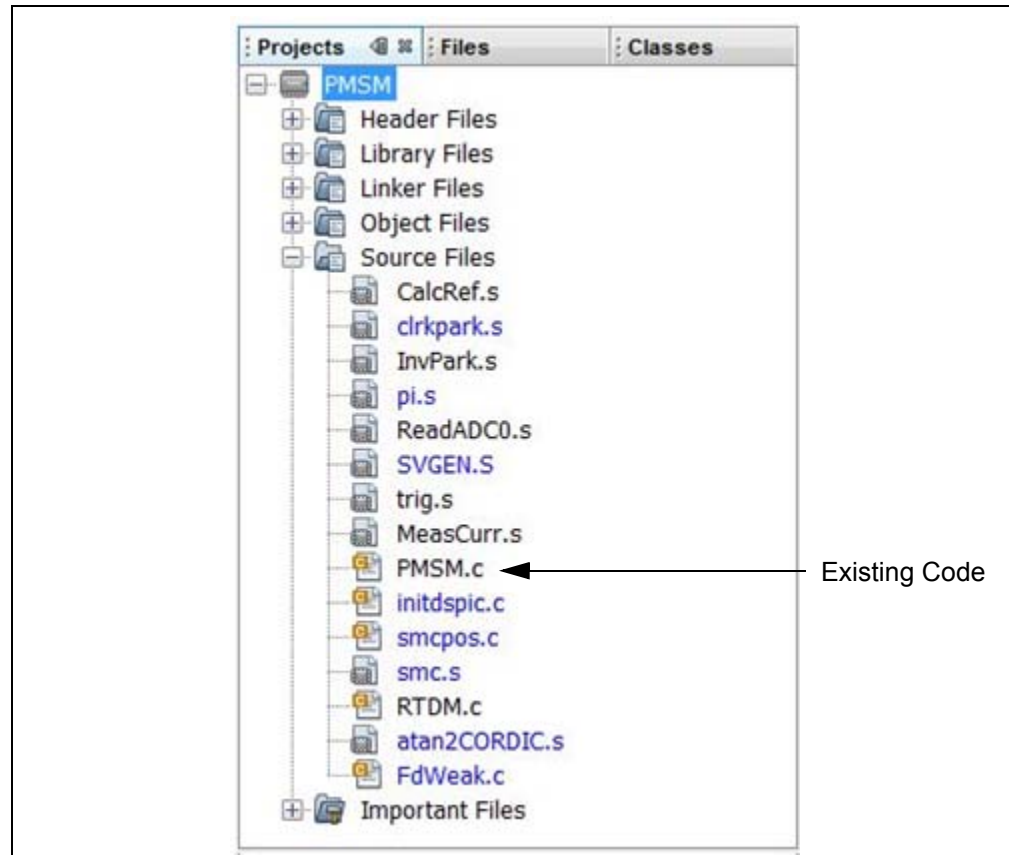 Projects Files Classes
PMSM
Header Files
Library Files
Linker Files
Object Files
Source Files
CalcRef.s
clrkpark.s
InvPark.s
pi.s
ReadADC0.s
SVGEN.S
trig.s
MeasCurr.s
PMSM.c Existing Code
initdspic.c
smcpos.c
smc.s
RTDM.c
atan2CORDIC.s
FdWeak.c
Important Files